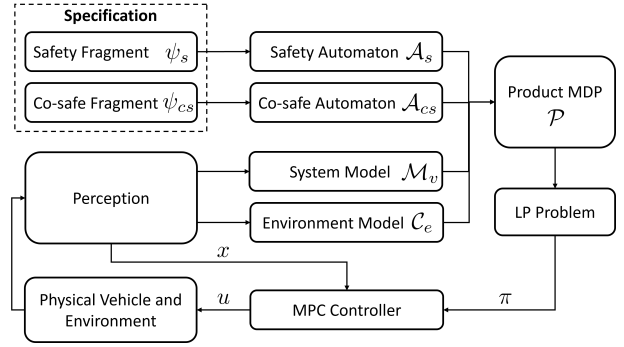 Specification
Safety Fragment ψ_s
Safety Automaton 𝒜_s
Co-safe Fragment ψ_cs
Co-safe Automaton 𝒜_cs
Product MDP
𝒫
System Model ℳ_v
Perception
Environment Model 𝒞_e
LP Problem
x
Physical Vehicle and
Environment
u
MPC Controller
π